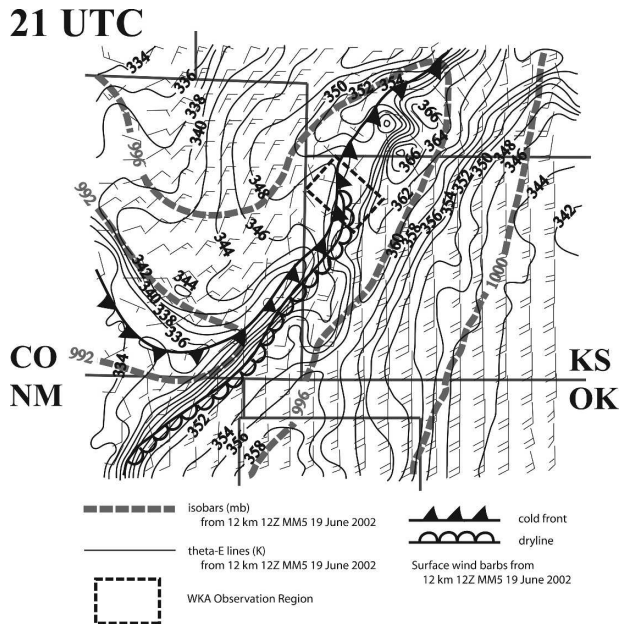 21 UTC
334
336
338
340
350
352
354
366
364
366
996
348
362
352
350
348
346
344
342
992
346
344
354
356
358
360
342
344
340
338
336
1000
CO
NM
992
334
KS
OK
996
352
354
356
358
isobars (mb)
from 12 km 12Z MM5 19 June 2002
theta-E lines (K)
from 12 km 12Z MM5 19 June 2002
WKA Observation Region
cold front
dryline
Surface wind barbs from
12 km 12Z MM5 19 June 2002